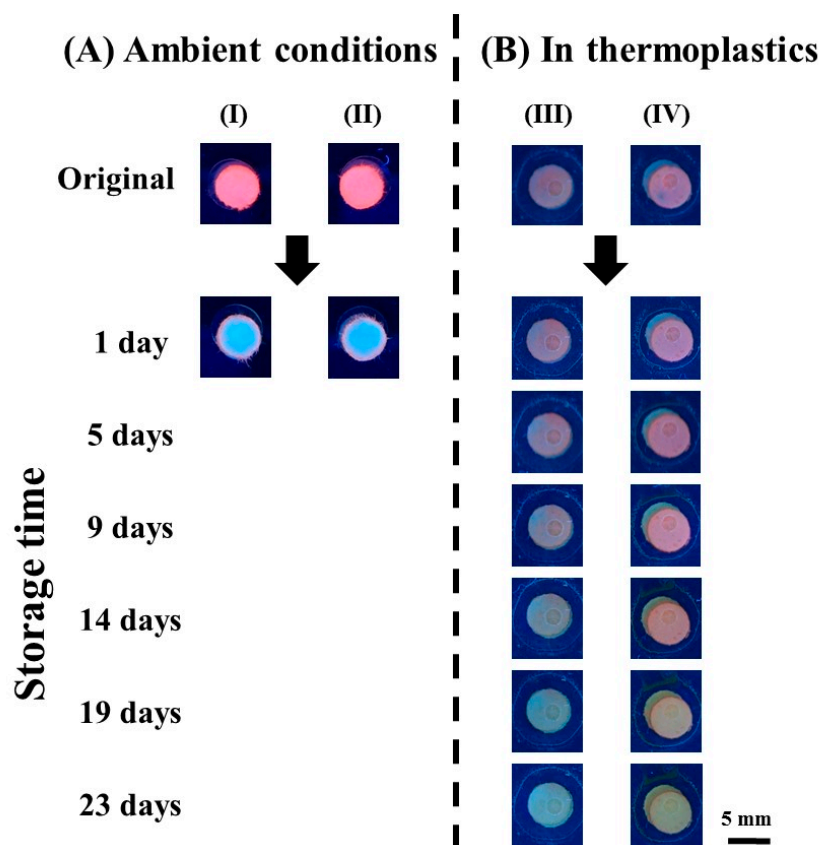 (A) Ambient conditions
(B) In thermoplastics
(I)
(II)
(III)
(IV)
Original
1 day
5 days
9 days
14 days
19 days
23 days
Storage time
5 mm